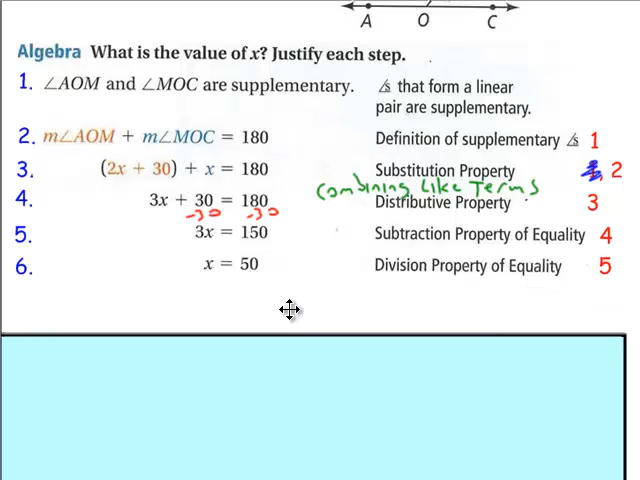 A O C
Algebra What is the value of x? Justify each step.
1. ∠AOM and ∠MOC are supplementary. ∠s that form a linear
pair are supplementary.
2. m∠AOM + m∠MOC = 180 Definition of supplementary ∠s 1
3. (2x + 30) + x = 180 Substitution Property 2
Combining Like Terms
4. 3x + 30 = 180 Distributive Property 3
-30 -30
5. 3x = 150 Subtraction Property of Equality 4
6. x = 50 Division Property of Equality 5